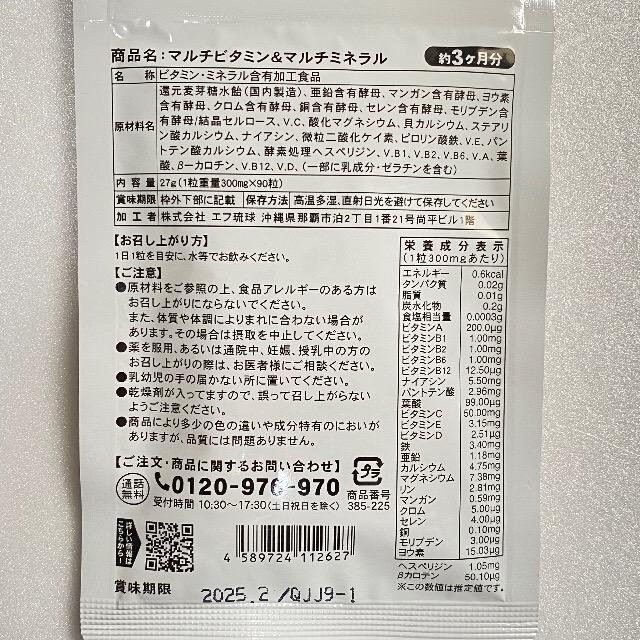 商品名：マルチビタミン&マルチミネラル 約3ヶ月分
名 称 ビタミン・ミネラル含有加工食品
原材料名 還元麦芽糖水飴(国内製造)、亜鉛含有酵母、マンガン含有酵母、ヨウ素
含有酵母、クロム含有酵母、銅含有酵母、セレン含有酵母、モリブデン含
有酵母/結晶セルロース、V.C、酸化マグネシウム、貝カルシウム、ステアリ
ン酸カルシウム、ナイアシン、微粒二酸化ケイ素、ピロリン酸鉄、V.E、パン
トテン酸カルシウム、酵素処理ヘスペリジン、V.B1、V.B2、V.B6、V.A、葉
酸、β-カロテン、V.B12、V.D、(一部に乳成分・ゼラチンを含む)
内 容 量 27g(1粒重量300mg×90粒)
賞味期限 枠外下部に記載 保存方法 高温多湿、直射日光を避けて保存してください
加 工 者 株式会社 エフ琉球 沖縄県那覇市泊2丁目1番21号尚平ビル1階
【お召し上がり方】
1日1粒を目安に、水等でお飲みください。
【ご注意】
●原材料をご参照の上、食品アレルギーのある方は
お召し上がりにならないでください。
また、体質や体調によりまれに合わない場合が
あります。その場合は摂取を中止してください。
●薬を服用、あるいは通院中、妊娠、授乳中の方の
お召し上がりの際は、お医者様にご相談ください。
●乳幼児の手の届かない所に置いてください。
●乾燥剤が入ってますので、誤って召し上がらない
ようご注意ください。
●商品により多少の色の違いや成分特有のにおいが
ありますが、品質には問題ありません。
【ご注文・商品に関するお問い合わせ】
通話無料 0120-976-970
受付時間 10:30〜17:30(土日祝日を除く)
プラ
商品番号
385-225
詳しい情報は
こちらから!
4 589724 112627
賞味期限 2025.2 /QJJ9-1
栄養成分表示
(1粒300mgあたり)
エネルギー 0.6kcal
タンパク質 0.02g
脂質 0.01g
炭水化物 0.2g
食塩相当量 0.0003g
ビタミンA 200.0μg
ビタミンB1 1.00mg
ビタミンB2 1.00mg
ビタミンB6 1.00mg
ビタミンB12 12.50μg
ナイアシン 5.50mg
パントテン酸 2.96mg
葉酸 99.00μg
ビタミンC 50.00mg
ビタミンE 3.15mg
ビタミンD 2.51μg
鉄 3.40mg
亜鉛 1.18mg
カルシウム 4.75mg
マグネシウム 7.38mg
リン 2.81mg
マンガン 0.59mg
クロム 5.00μg
セレン 4.00μg
銅 0.10mg
モリブデン 3.00μg
ヨウ素 15.03μg
ヘスペリジン 1.05mg
βカロテン 50.10μg
※この数値は推定値です。